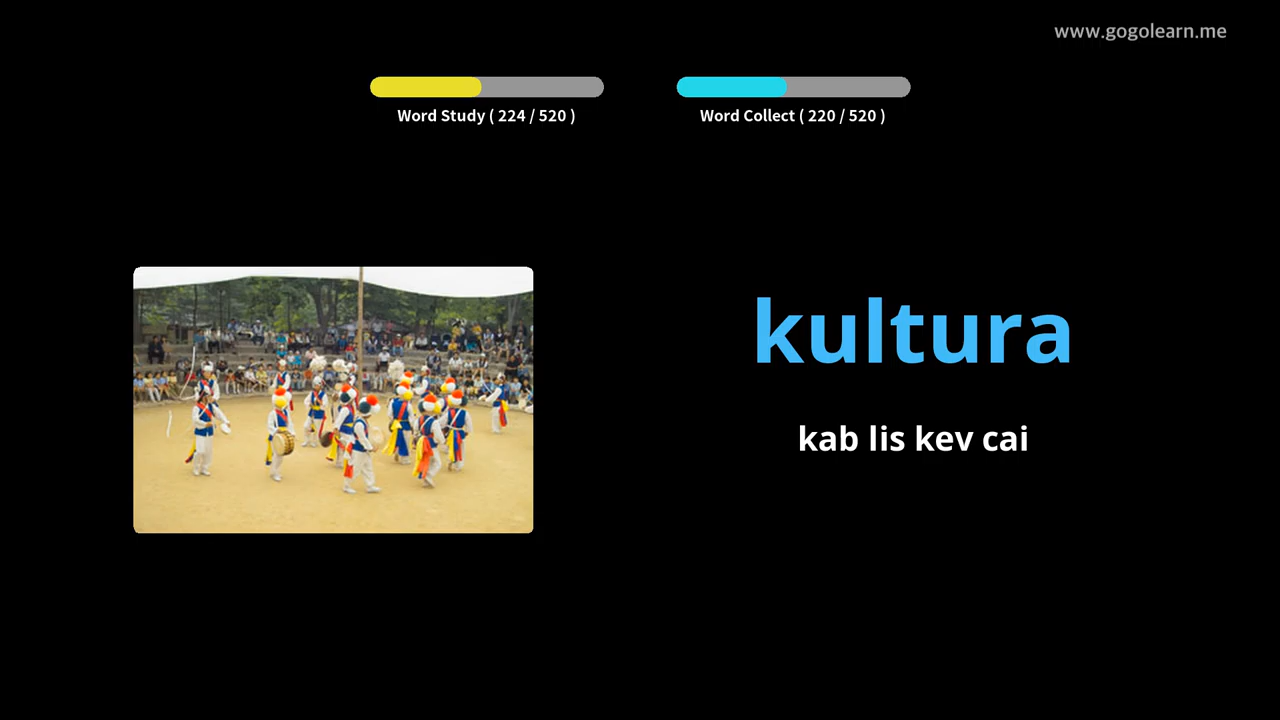 www.gogolearn.me
Word Study ( 224 / 520 )
Word Collect ( 220 / 520 )
kultura
kab lis kev cai